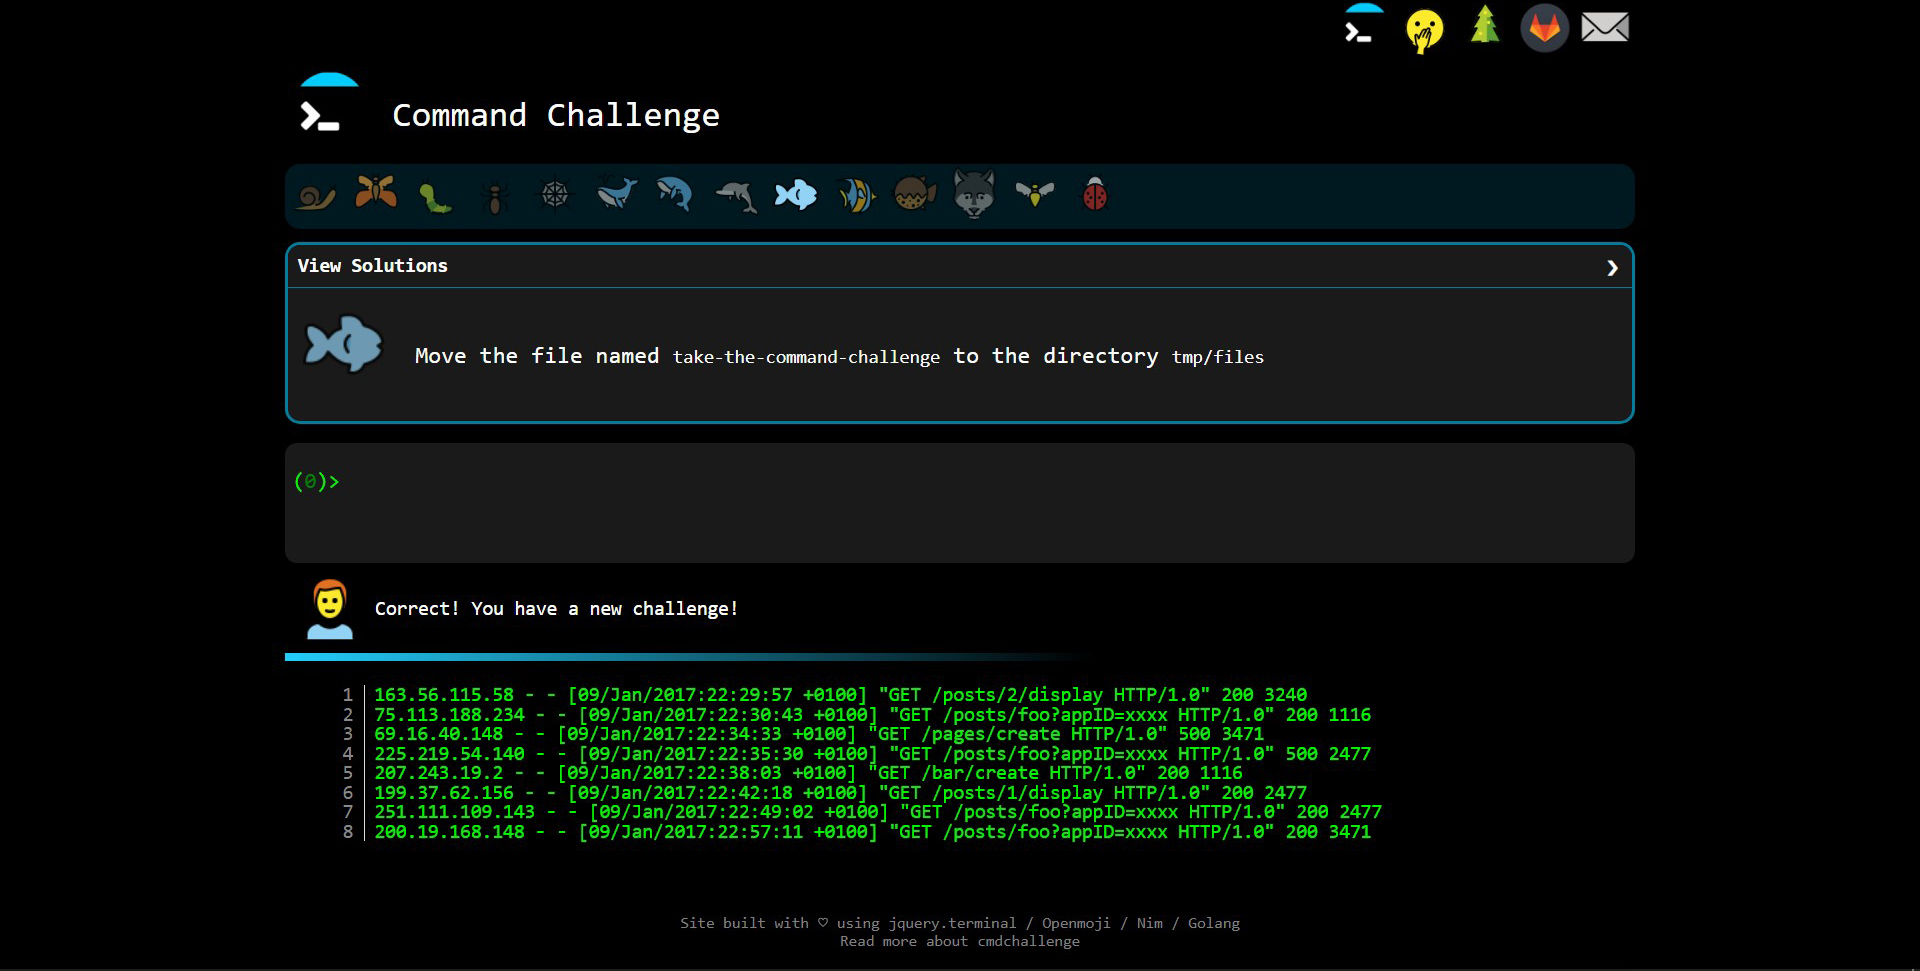 Command Challenge
View Solutions
Move the file named take-the-command-challenge to the directory tmp/files
(0)>
Correct! You have a new challenge!
1 163.56.115.58 - - [09/Jan/2017:22:29:57 +0100] "GET /posts/2/display HTTP/1.0" 200 3240
2 75.113.188.234 - - [09/Jan/2017:22:30:43 +0100] "GET /posts/foo?appID=xxxx HTTP/1.0" 200 1116
3 69.16.40.148 - - [09/Jan/2017:22:34:33 +0100] "GET /pages/create HTTP/1.0" 500 3471
4 225.219.54.140 - - [09/Jan/2017:22:35:30 +0100] "GET /posts/foo?appID=xxxx HTTP/1.0" 500 2477
5 207.243.19.2 - - [09/Jan/2017:22:38:03 +0100] "GET /bar/create HTTP/1.0" 200 1116
6 199.37.62.156 - - [09/Jan/2017:22:42:18 +0100] "GET /posts/1/display HTTP/1.0" 200 2477
7 251.111.109.143 - - [09/Jan/2017:22:49:02 +0100] "GET /posts/foo?appID=xxxx HTTP/1.0" 200 2477
8 200.19.168.148 - - [09/Jan/2017:22:57:11 +0100] "GET /posts/foo?appID=xxxx HTTP/1.0" 200 3471
Site built with ♡ using jquery.terminal / Openmoji / Nim / Golang
Read more about cmdchallenge